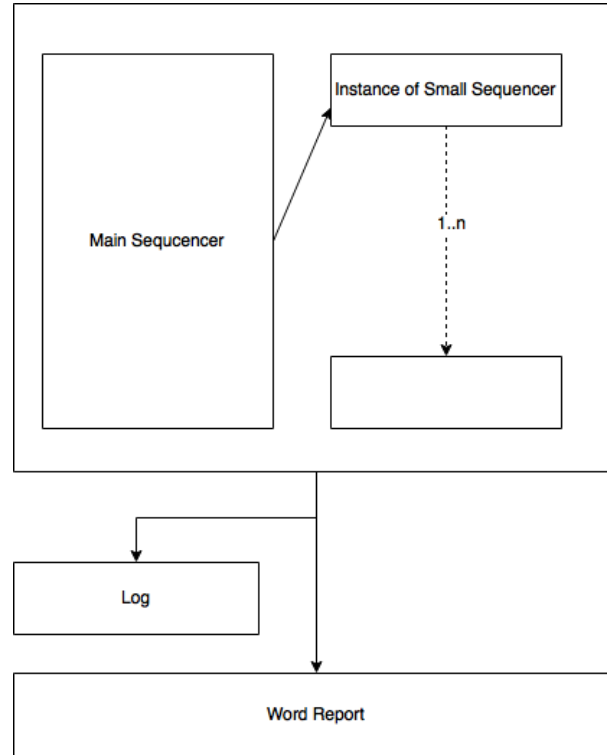 Instance of Small Sequencer
Main Sequcencer
1..n
Log
Word Report